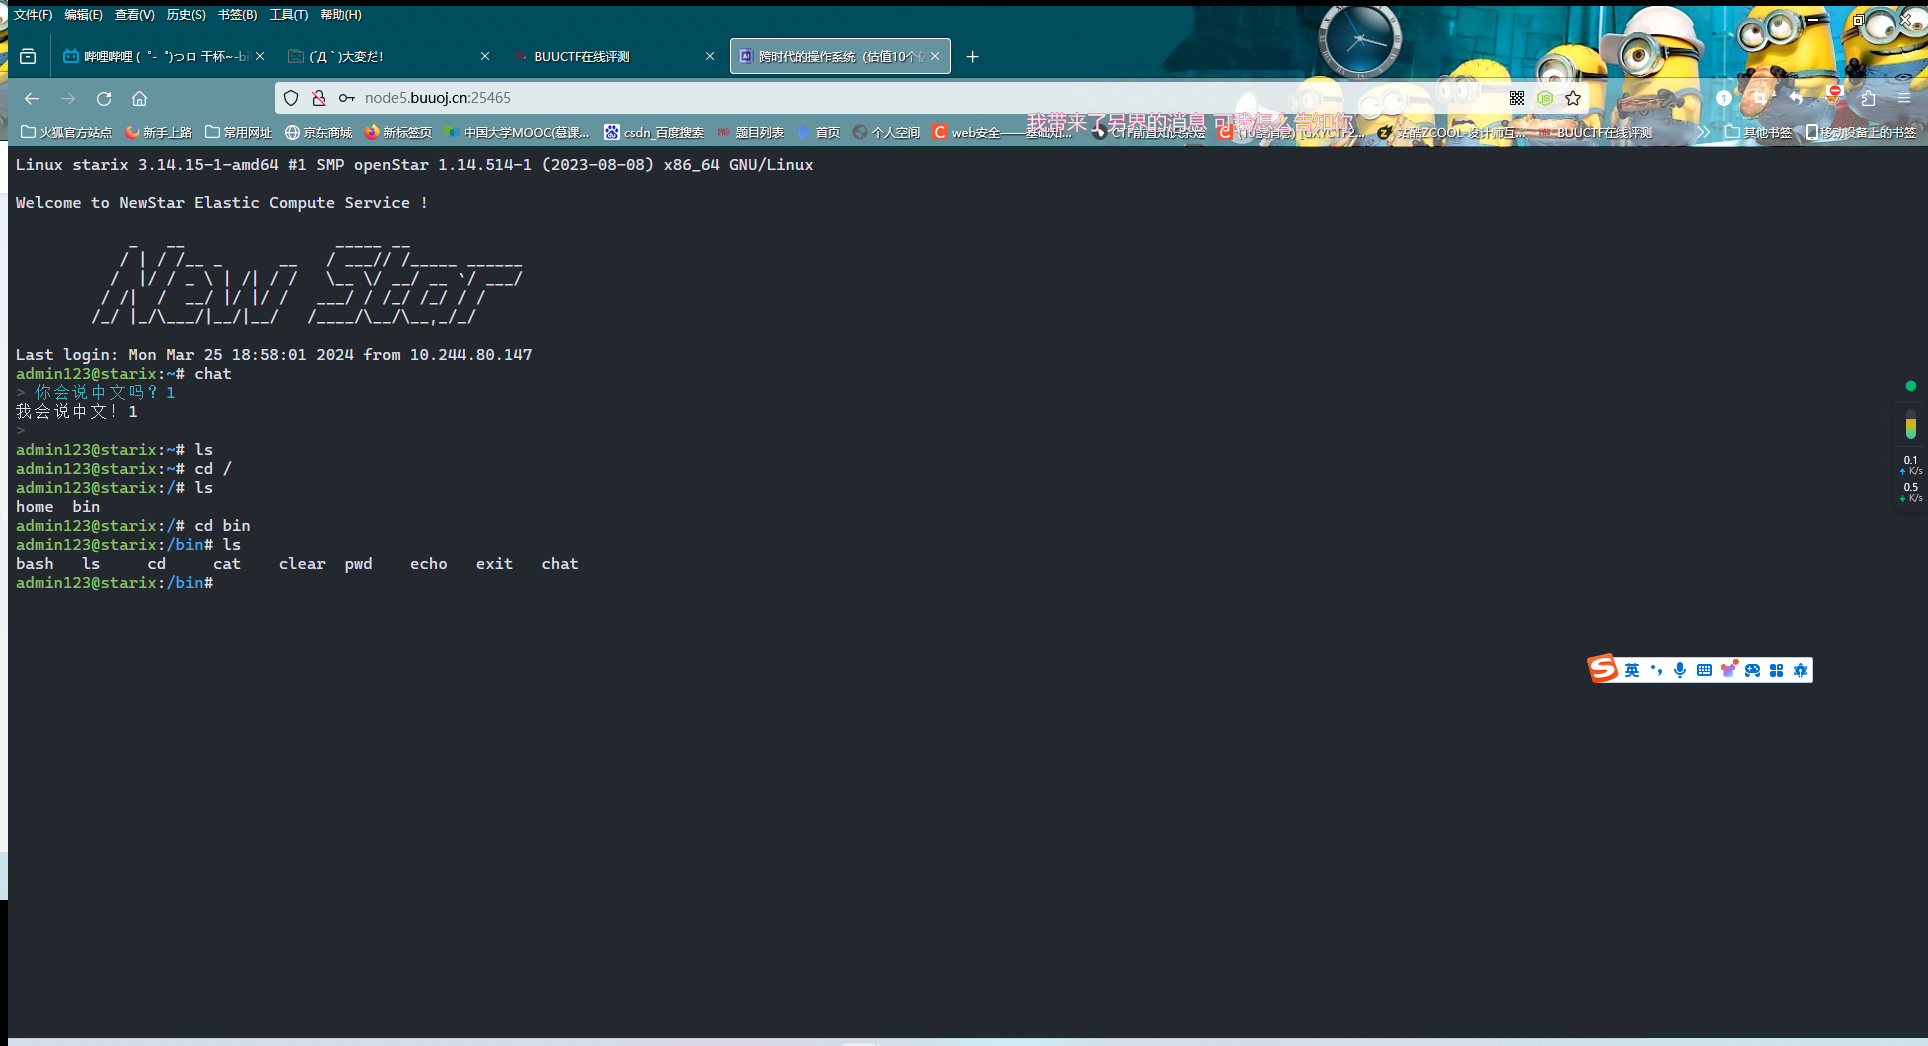 文件(F) 编辑(E) 查看(V) 历史(S) 书签(B) 工具(T) 帮助(H)
哔哩哔哩 ( ゜- ゜)つロ 干杯~-bi
(´Д`)大变だ!
BUUCTF在线评测
跨时代的操作系统（估值10个亿
node5.buuoj.cn:25465
火狐官方站点 新手上路 常用网址 京东商城 新标签页 中国大学MOOC(慕课... csdn_百度搜索 题目列表 首页 个人空间 web安全——基础知... CTF前置知识 站酷ZCOOL-设计师互... BUUCTF在线评测 其他书签 移动设备上的书签
我带来了另界的消息 可我怎么告知你
Linux starix 3.14.15-1-amd64 #1 SMP openStar 1.14.514-1 (2023-08-08) x86_64 GNU/Linux
Welcome to NewStar Elastic Compute Service !
New Star
Last login: Mon Mar 25 18:58:01 2024 from 10.244.80.147
admin123@starix:~# chat
> 你会说中文吗? 1
我会说中文! 1
>
admin123@starix:~# ls
admin123@starix:~# cd /
admin123@starix:/# ls
home bin
admin123@starix:/# cd bin
admin123@starix:/bin# ls
bash ls cd cat clear pwd echo exit chat
admin123@starix:/bin#
0.1
K/s
0.5
K/s
英